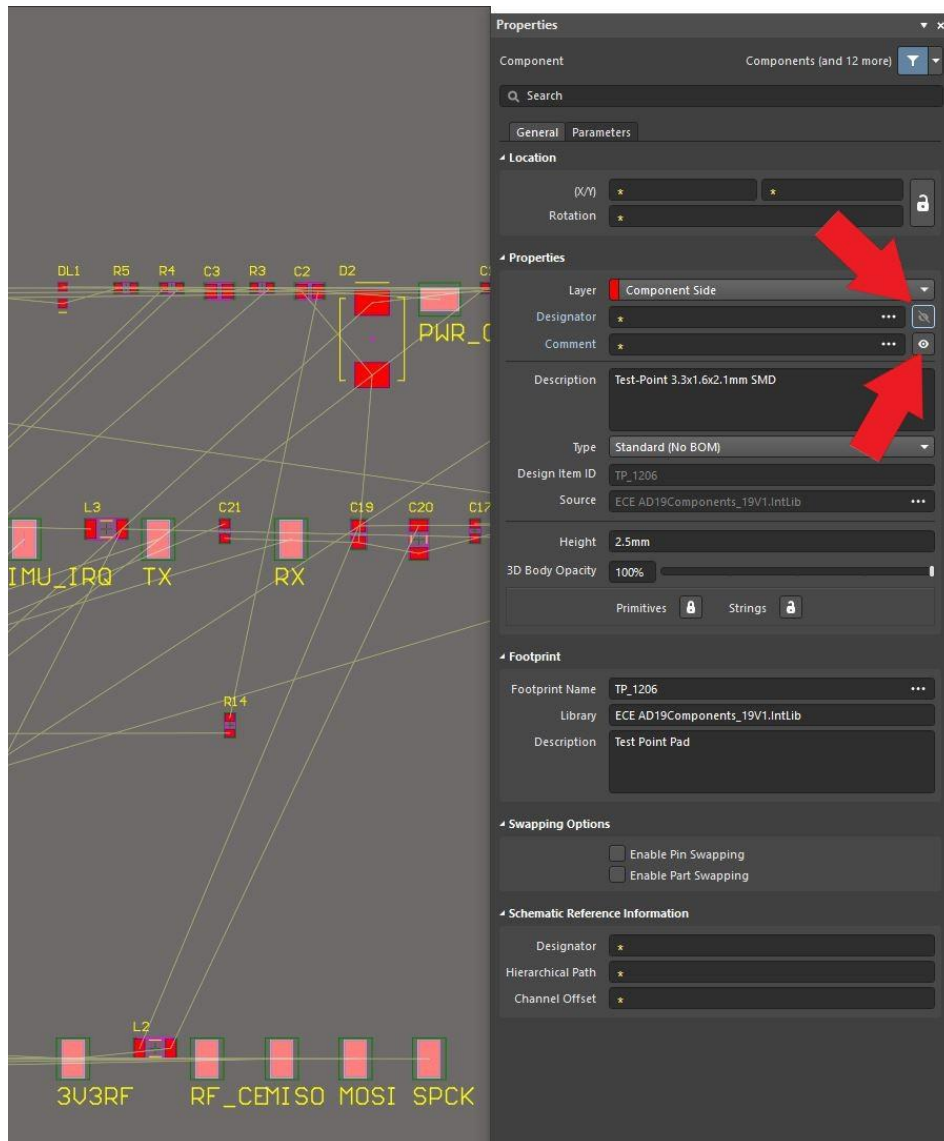 Properties
Component Components (and 12 more)
Search
General Parameters
Location
(X/Y) * *
Rotation *
Properties
Layer Component Side
Designator * •••
Comment * •••
Description Test-Point 3.3x1.6x2.1mm SMD
Type Standard (No BOM)
Design Item ID TP_1206
Source ECE AD19Components_19V1.IntLib •••
Height 2.5mm
3D Body Opacity 100%
Primitives Strings
Footprint
Footprint Name TP_1206 •••
Library ECE AD19Components_19V1.IntLib
Description Test Point Pad
Swapping Options
Enable Pin Swapping
Enable Part Swapping
Schematic Reference Information
Designator *
Hierarchical Path *
Channel Offset *
DL1 R5 R4 C3 R3 C2 D2
L3 C21 C19 C20 C17
IMU_IRQ TX RX
R14
L2
3V3RF RF_CE MISO MOSI SPCK